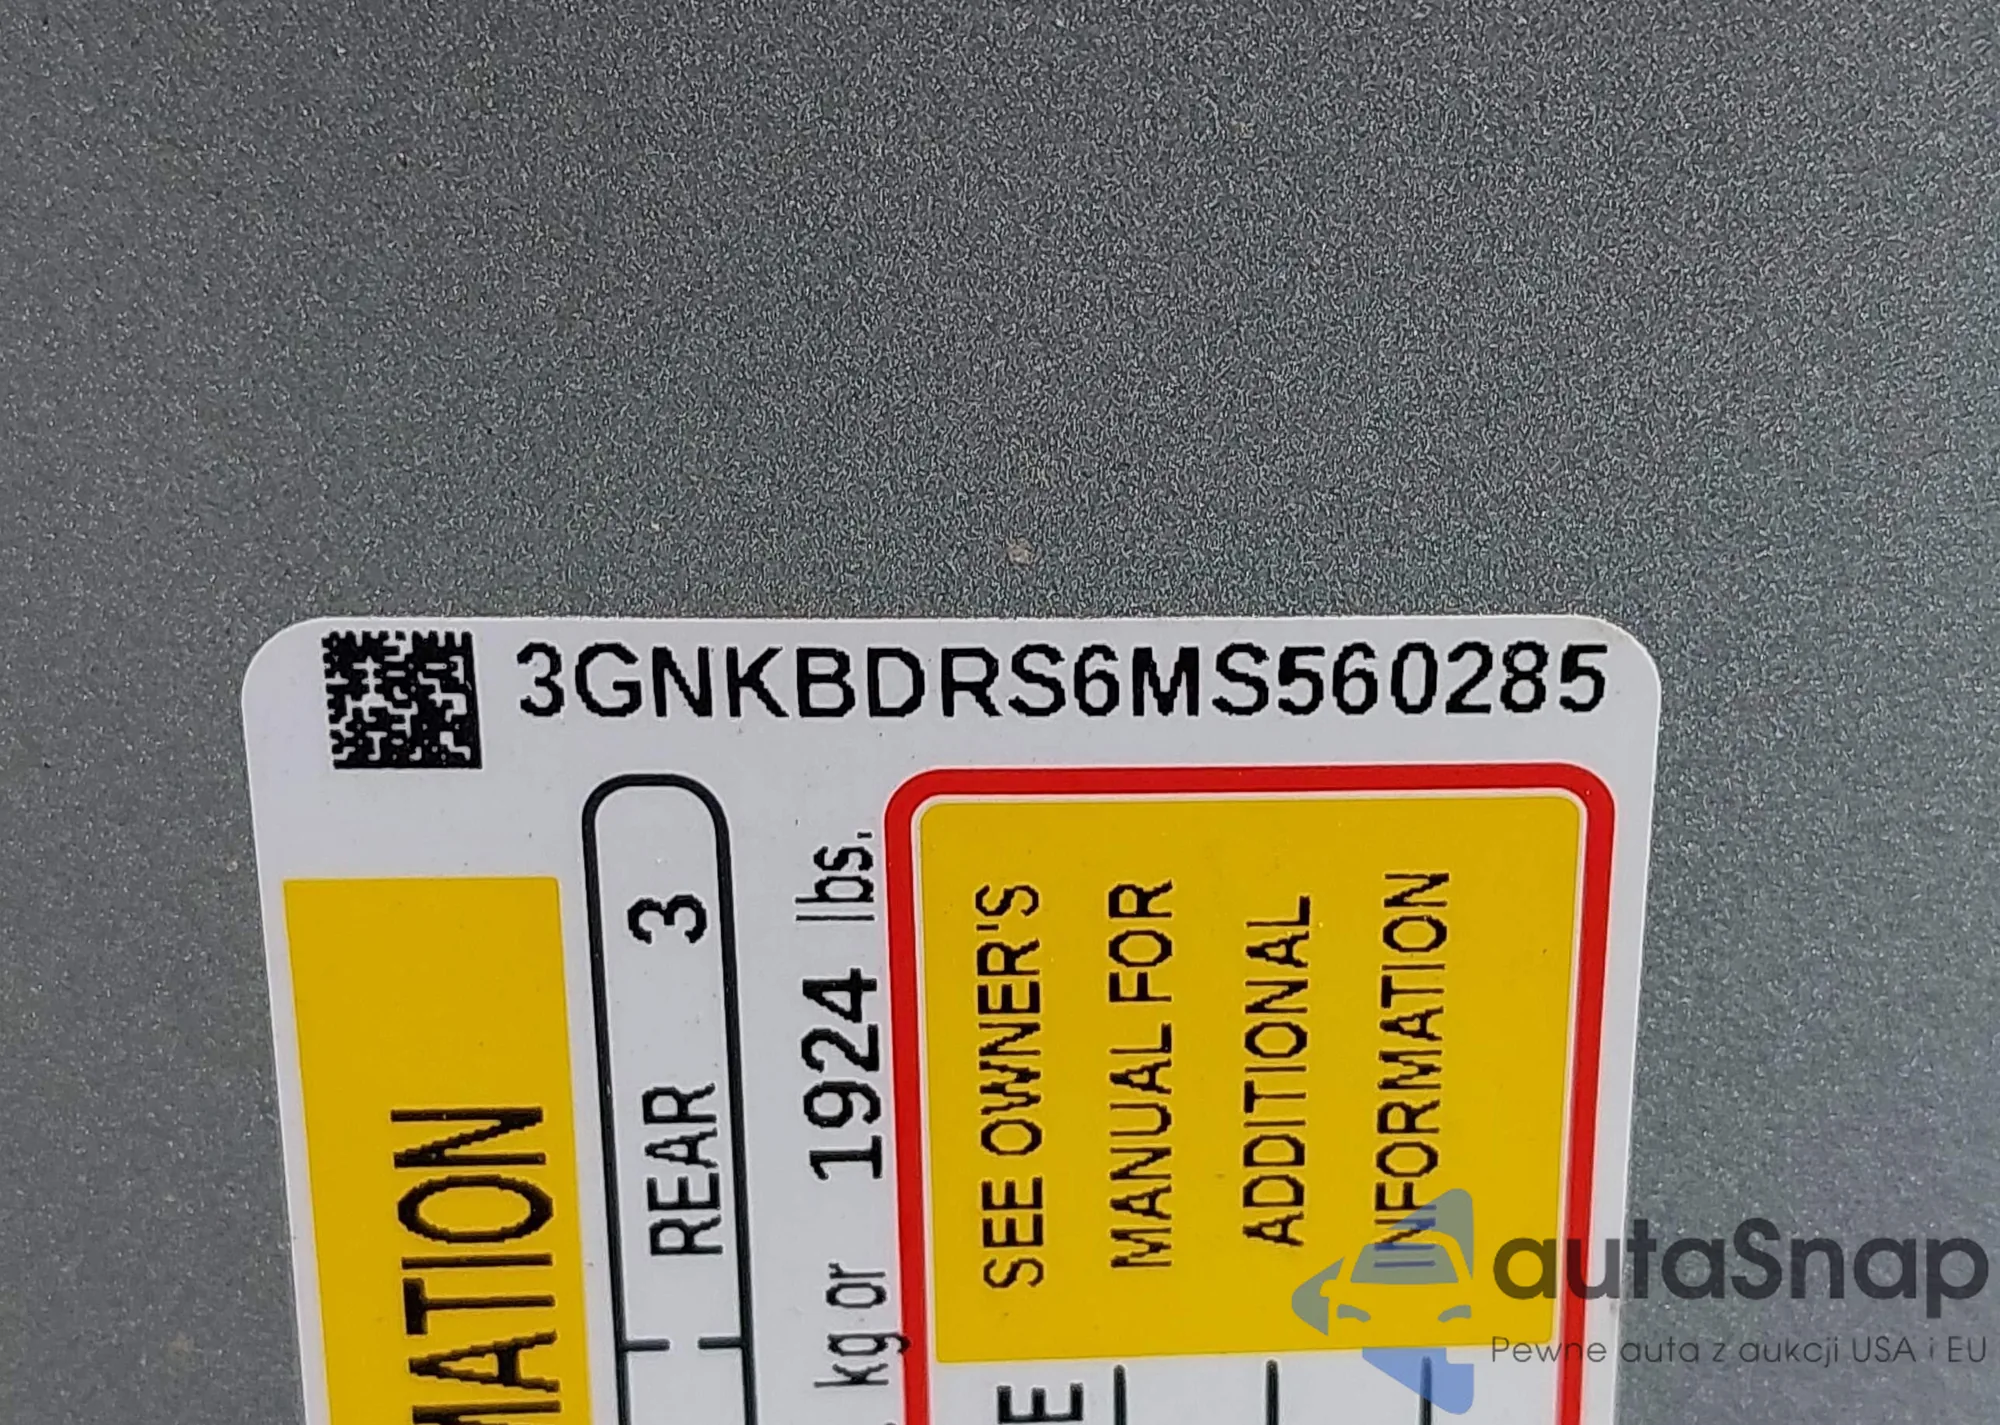 3GNKBDRS6MS560285
MATION
REAR 3
kg or 1924 lbs.
SEE OWNER'S
MANUAL FOR
ADDITIONAL
INFORMATION
E
autaSnap
Pewne auta z aukcji USA i EU